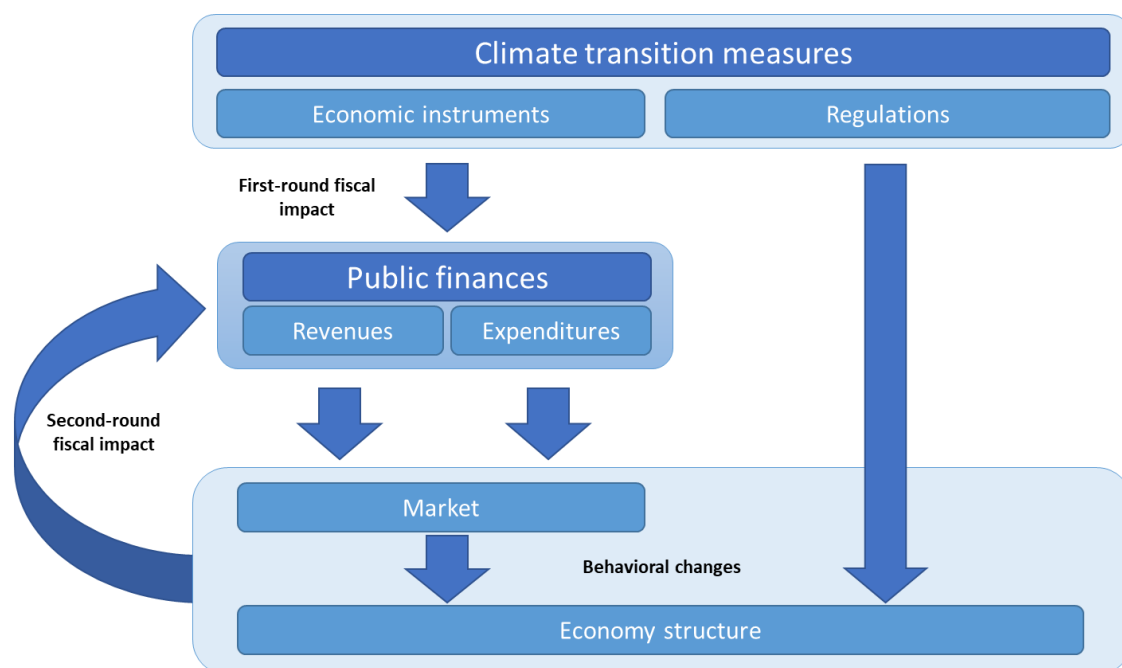 Climate transition measures
Economic instruments
Regulations
First-round fiscal
impact
Public finances
Revenues
Expenditures
Second-round
fiscal impact
Market
Behavioral changes
Economy structure